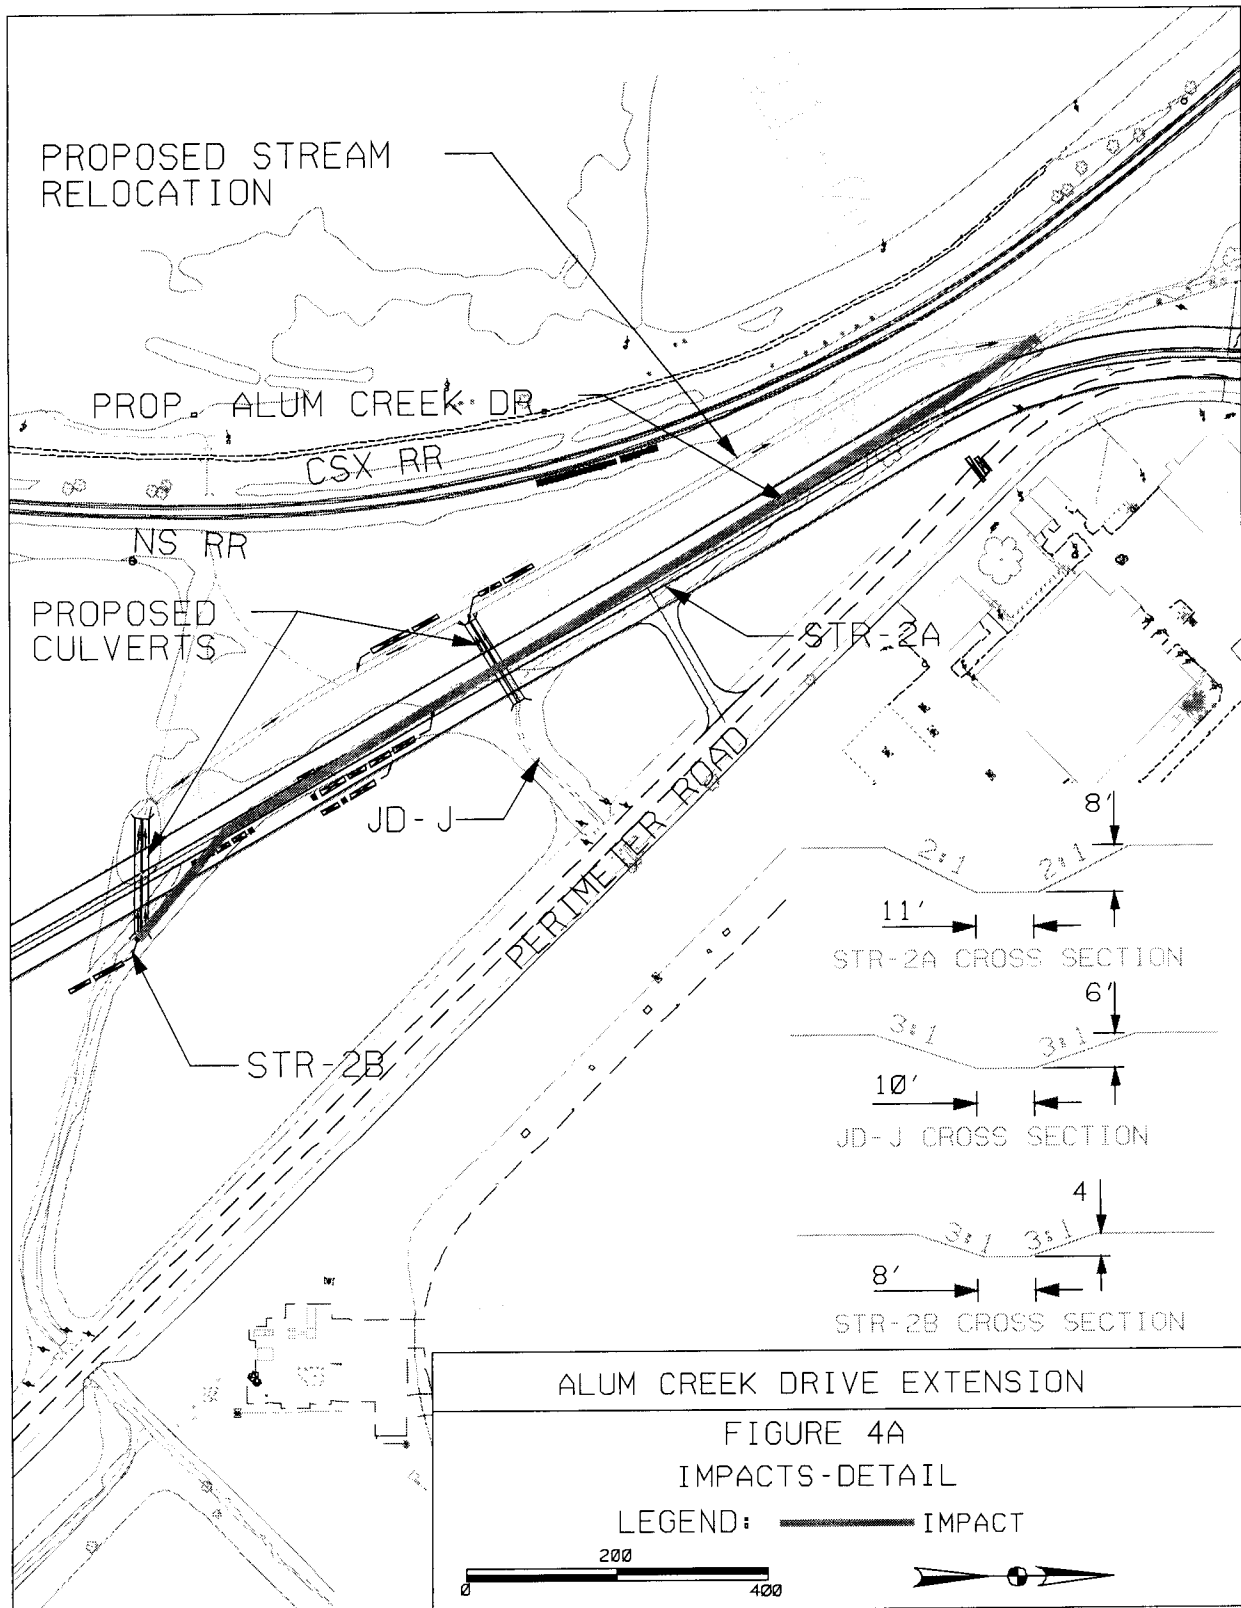 PROPOSED STREAM
RELOCATION
PROP. ALUM CREEK DR.
CSX RR
NS RR
PROPOSED
CULVERTS
STR-2A
JD-J
PERIMETER ROAD
STR-2B
8'
2:1 2:1
11'
STR-2A CROSS SECTION
6'
3:1 3:1
10'
JD-J CROSS SECTION
4
3:1 3:1
8'
STR-2B CROSS SECTION
ALUM CREEK DRIVE EXTENSION
FIGURE 4A
IMPACTS-DETAIL
LEGEND: IMPACT
200
0 400